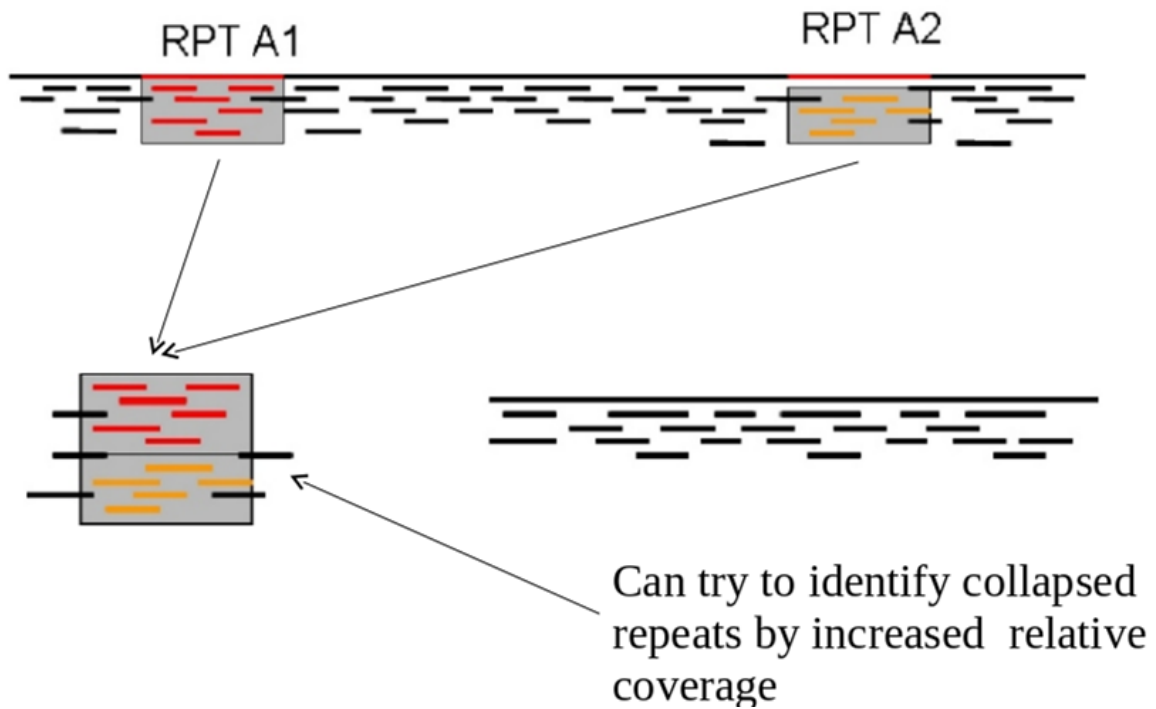 RPT A1
RPT A2
Can try to identify collapsed
repeats by increased  relative
coverage